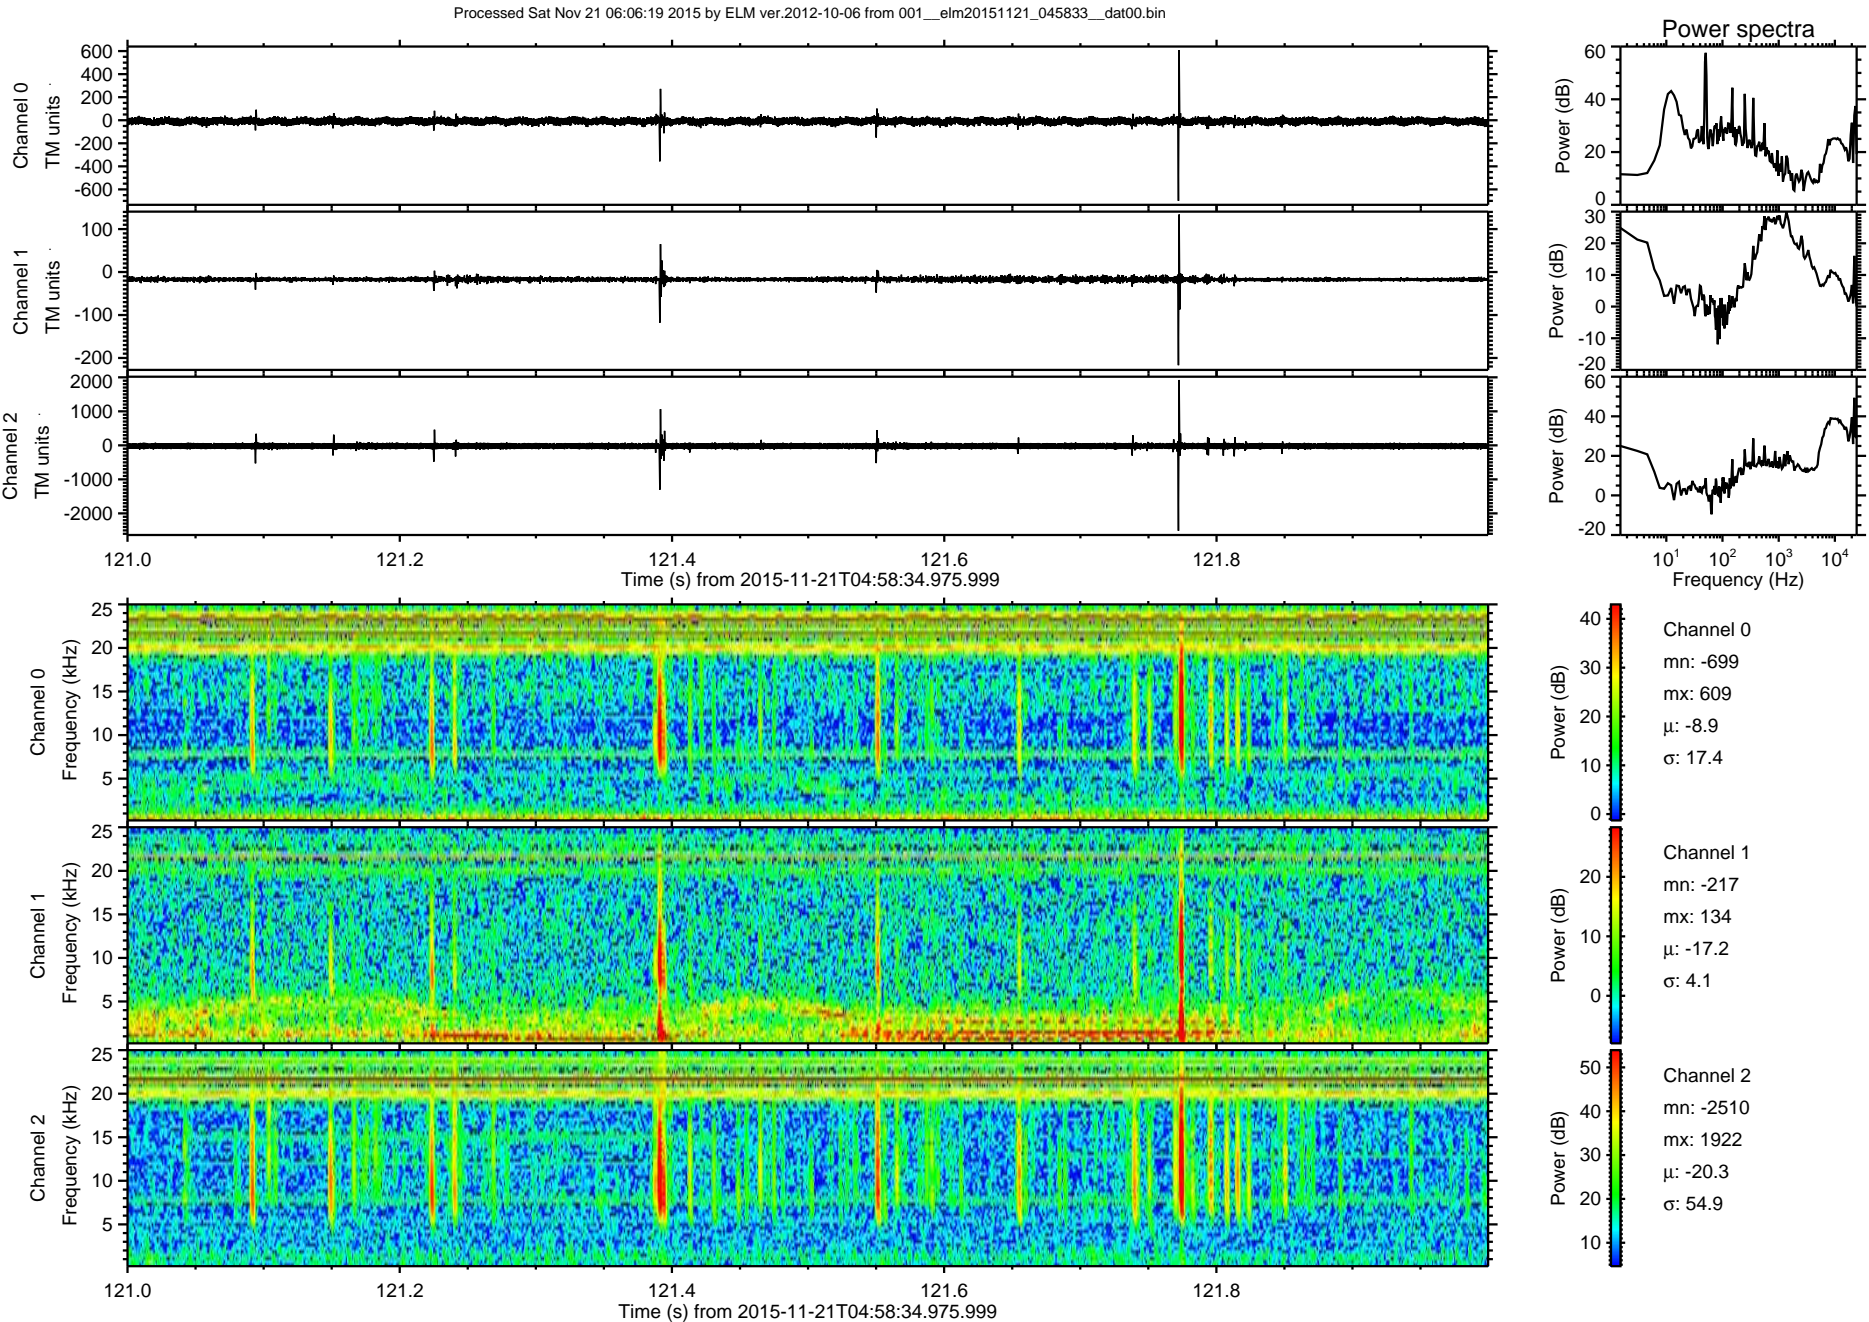 Processed Sat Nov 21 06:06:19 2015 by ELM ver.2012-10-06 from 001__elm20151121_045833__dat00.bin
Power spectra
Channel 0
TM units
600
400
200
0
-200
-400
-600
Power (dB)
60
40
20
0
Channel 1
TM units
100
0
-100
-200
Power (dB)
30
20
10
0
-10
-20
Channel 2
TM units
2000
1000
0
-1000
-2000
Power (dB)
60
40
20
0
-20
121.0 121.2 121.4 121.6 121.8
Time (s) from 2015-11-21T04:58:34.975.999
10^1 10^2 10^3 10^4
Frequency (Hz)
Channel 0
Frequency (kHz)
25
20
15
10
5
Power (dB)
40
30
20
10
0
Channel 0
mn: -699
mx: 609
μ: -8.9
σ: 17.4
Channel 1
Frequency (kHz)
25
20
15
10
5
Power (dB)
20
10
0
Channel 1
mn: -217
mx: 134
μ: -17.2
σ: 4.1
Channel 2
Frequency (kHz)
25
20
15
10
5
Power (dB)
50
40
30
20
10
Channel 2
mn: -2510
mx: 1922
μ: -20.3
σ: 54.9
121.0 121.2 121.4 121.6 121.8
Time (s) from 2015-11-21T04:58:34.975.999